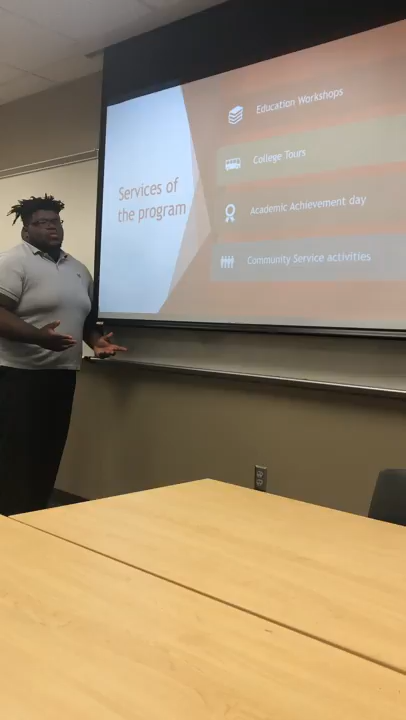 Services of
the program
Education Workshops
College Tours
Academic Achievement day
Community Service activities